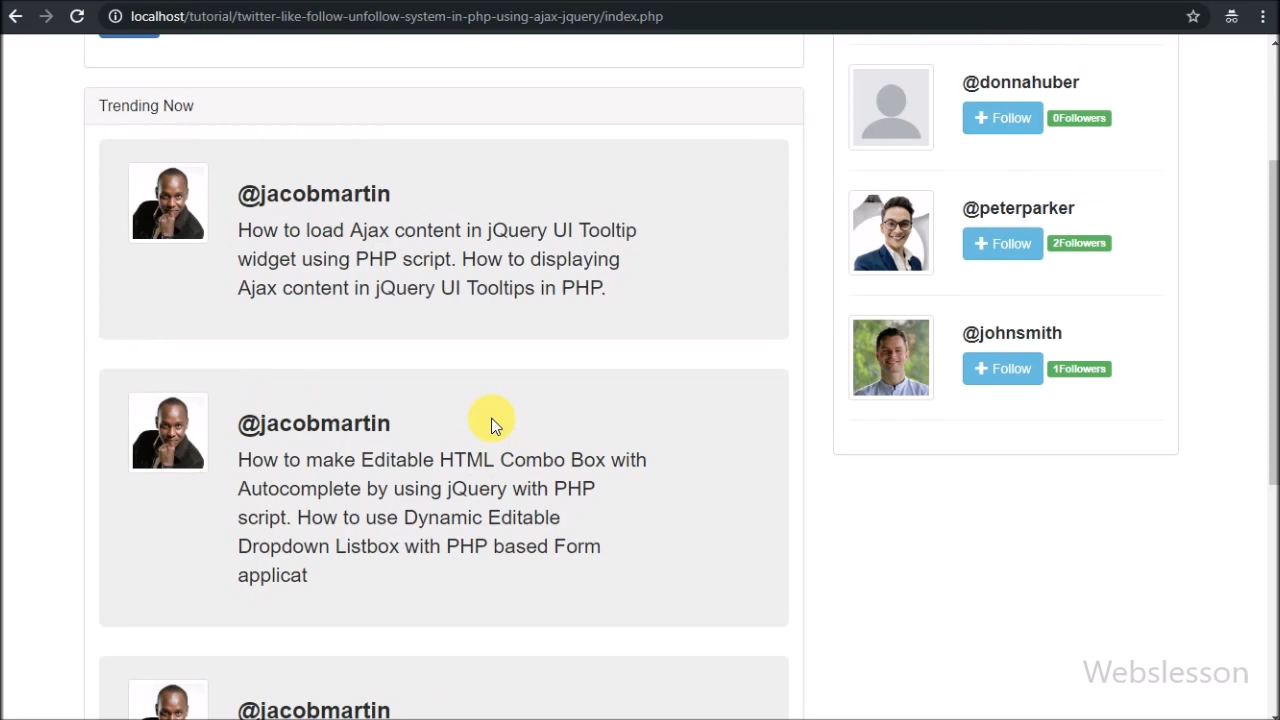 localhost/tutorial/twitter-like-follow-unfollow-system-in-php-using-ajax-jquery/index.php
Trending Now
@jacobmartin
How to load Ajax content in jQuery UI Tooltip
widget using PHP script. How to displaying
Ajax content in jQuery UI Tooltips in PHP.
@jacobmartin
How to make Editable HTML Combo Box with
Autocomplete by using jQuery with PHP
script. How to use Dynamic Editable
Dropdown Listbox with PHP based Form
applicat
@jacobmartin
@donnahuber
Follow 0Followers
@peterparker
Follow 2Followers
@johnsmith
Follow 1Followers
Webslesson